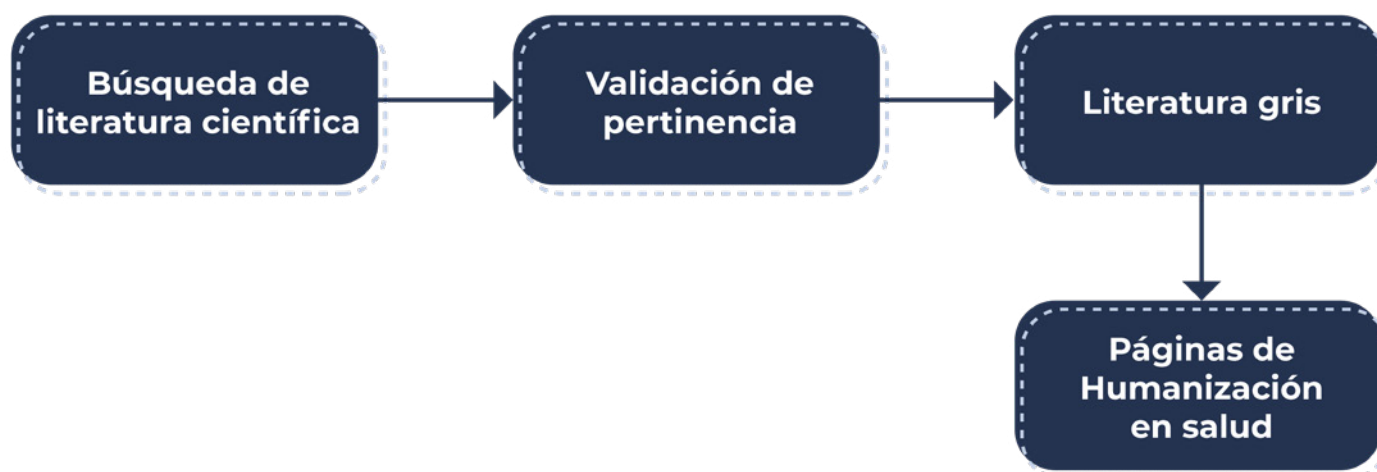 Búsqueda de
literatura científica
Validación de
pertinencia
Literatura gris
Páginas de
Humanización
en salud